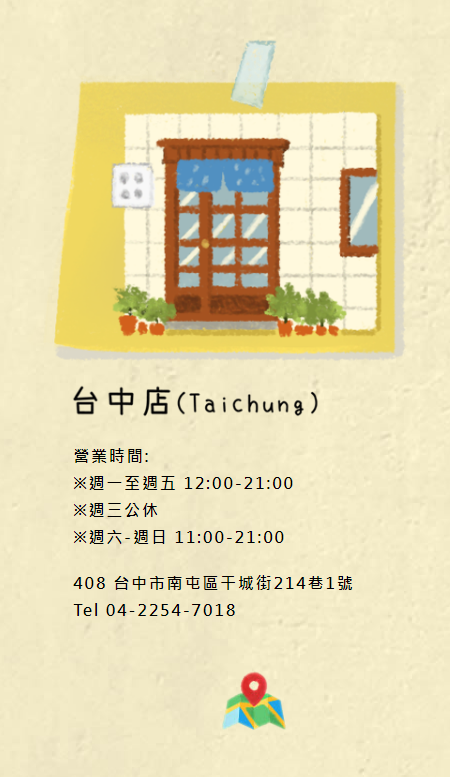 台中店(Taichung)
營業時間:
※週一至週五 12:00-21:00
※週三公休
※週六-週日 11:00-21:00
408 台中市南屯區干城街214巷1號
Tel 04-2254-7018